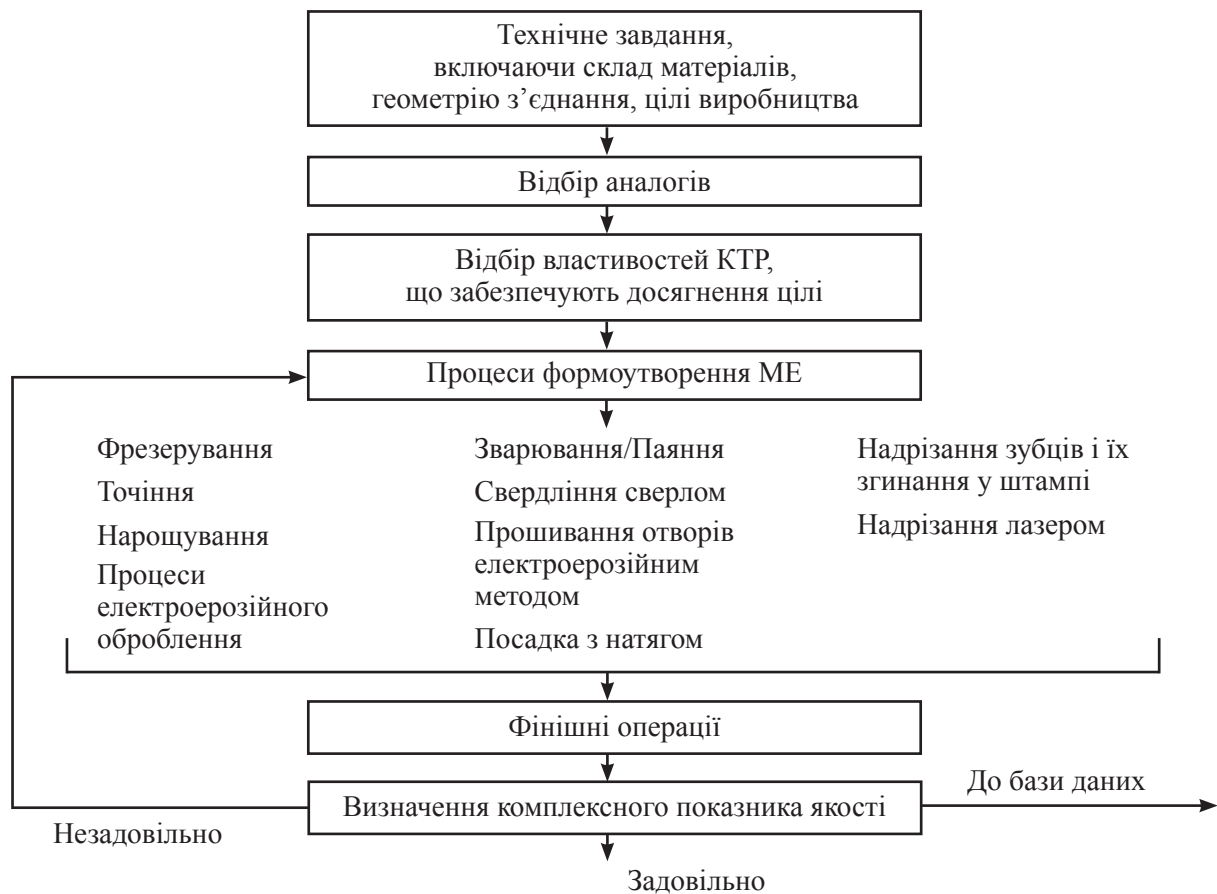 Технічне завдання,
включаючи склад матеріалів,
геометрію з’єднання, цілі виробництва
Відбір аналогів
Відбір властивостей КТР,
що забезпечують досягнення цілі
Процеси формоутворення МЕ
Фрезерування
Точіння
Нарощування
Процеси
електроерозійного
оброблення
Зварювання/Паяння
Свердління сверлом
Прошивання отворів
електроерозійним
методом
Посадка з натягом
Надрізання зубців і їх
згинання у штампі
Надрізання лазером
Фінішні операції
Визначення комплексного показника якості
До бази даних
Незадовільно
Задовільно